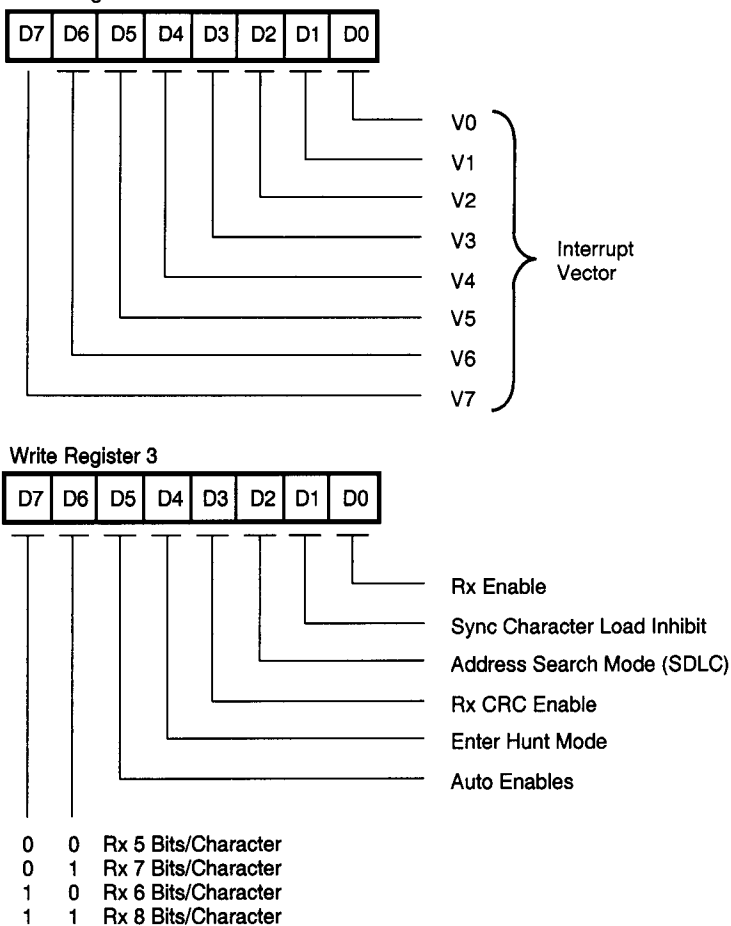 D7 D6 D5 D4 D3 D2 D1 D0
V0
V1
V2
V3
V4
V5
V6
V7
Interrupt
Vector
Write Register 3
D7 D6 D5 D4 D3 D2 D1 D0
Rx Enable
Sync Character Load Inhibit
Address Search Mode (SDLC)
Rx CRC Enable
Enter Hunt Mode
Auto Enables
0 0 Rx 5 Bits/Character
0 1 Rx 7 Bits/Character
1 0 Rx 6 Bits/Character
1 1 Rx 8 Bits/Character